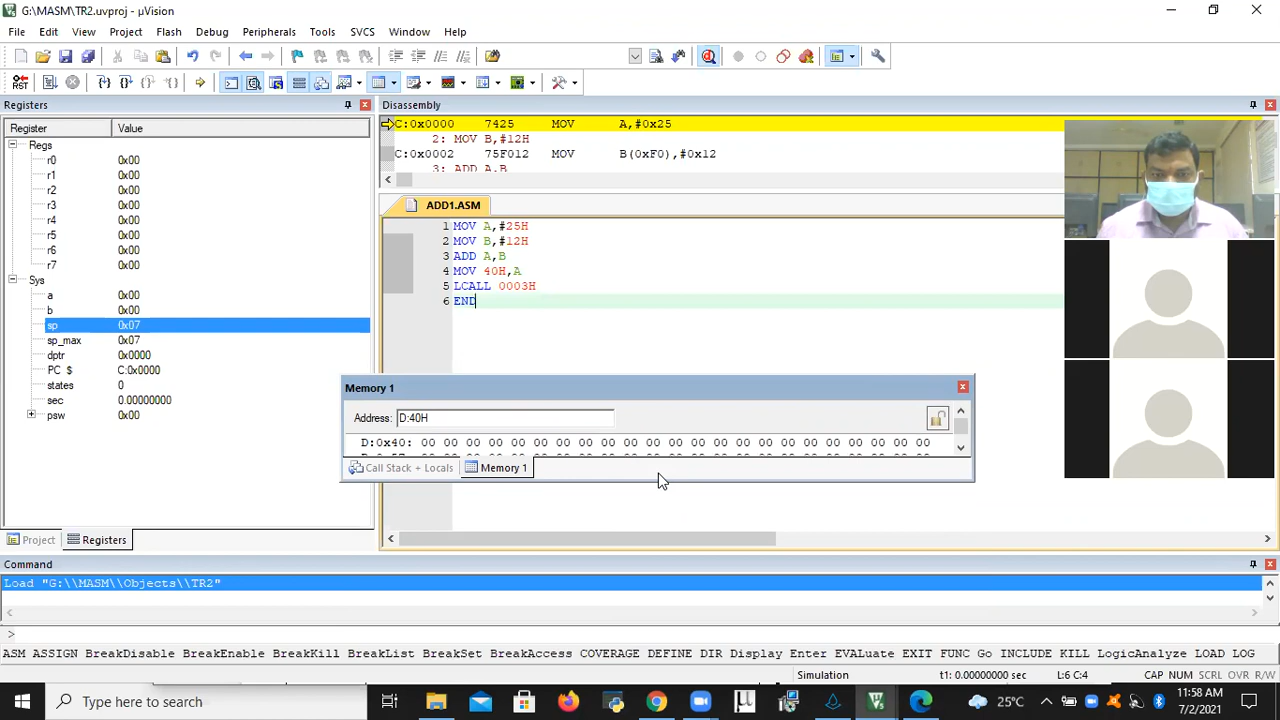 G:\MASM\TR2.uvproj - µVision
File Edit View Project Flash Debug Peripherals Tools SVCS Window Help
Registers
Register Value
Regs
r0 0x00
r1 0x00
r2 0x00
r3 0x00
r4 0x00
r5 0x00
r6 0x00
r7 0x00
Sys
a 0x00
b 0x00
sp 0x07
sp_max 0x07
dptr 0x0000
PC $ C:0x0000
states 0
sec 0.00000000
psw 0x00
Project Registers
Disassembly
C:0x0000 7425 MOV A,#0x25
2: MOV B,#12H
C:0x0002 75F012 MOV B(0xF0),#0x12
3: ADD A,B
ADD1.ASM
1 MOV A,#25H
2 MOV B,#12H
3 ADD A,B
4 MOV 40H,A
5 LCALL 0003H
6 END
Memory 1
Address: D:40H
D:0x40: 00 00 00 00 00 00 00 00 00 00 00 00 00 00 00 00 00 00 00 00 00 00 00
Call Stack + Locals Memory 1
Command
Load "G:\\MASM\\Objects\\TR2"
>
ASM ASSIGN BreakDisable BreakEnable BreakKill BreakList BreakSet BreakAccess COVERAGE DEFINE DIR Display Enter EVALuate EXIT FUNC Go INCLUDE KILL LogicAnalyze LOAD LOG
Simulation t1: 0.00000000 sec L:6 C:4 CAP NUM SCRL OVR R/W
Type here to search
25°C
11:58 AM
7/2/2021